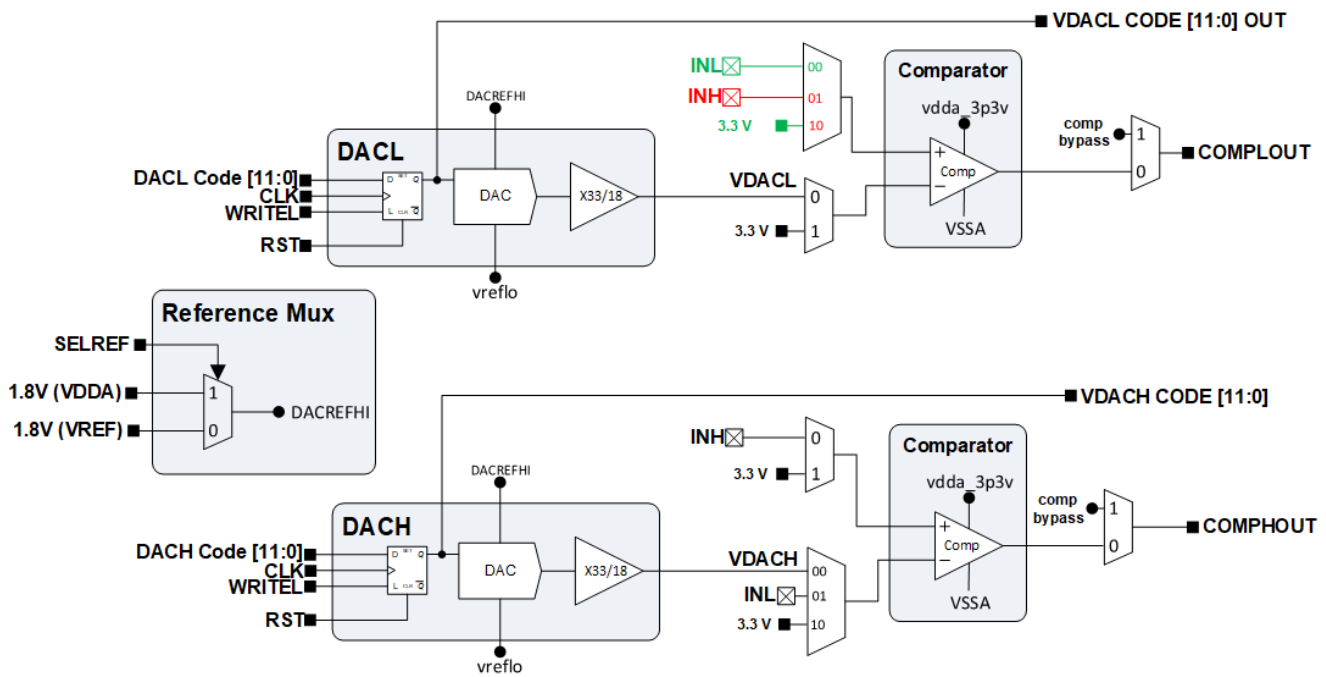 VDACL CODE [11:0] OUT
INL
00
INH
01
3.3 V
10
Comparator
vdda_3p3v
+
Comp
−
VSSA
comp
bypass
1
0
COMPLOUT
DACREFHI
DACL
DACL Code [11:0]
CLK
WRITEL
RST
D SET Q
L CLR Q
DAC
X33/18
vreflo
VDACL
0
3.3 V
1
Reference Mux
SELREF
1.8V (VDDA)
1
1.8V (VREF)
0
DACREFHI
VDACH CODE [11:0]
INH
0
3.3 V
1
Comparator
vdda_3p3v
+
Comp
−
VSSA
comp
bypass
1
0
COMPHOUT
DACREFHI
DACH
DACH Code [11:0]
CLK
WRITEL
RST
D SET Q
L CLR Q
DAC
X33/18
vreflo
VDACH
00
INL
01
3.3 V
10